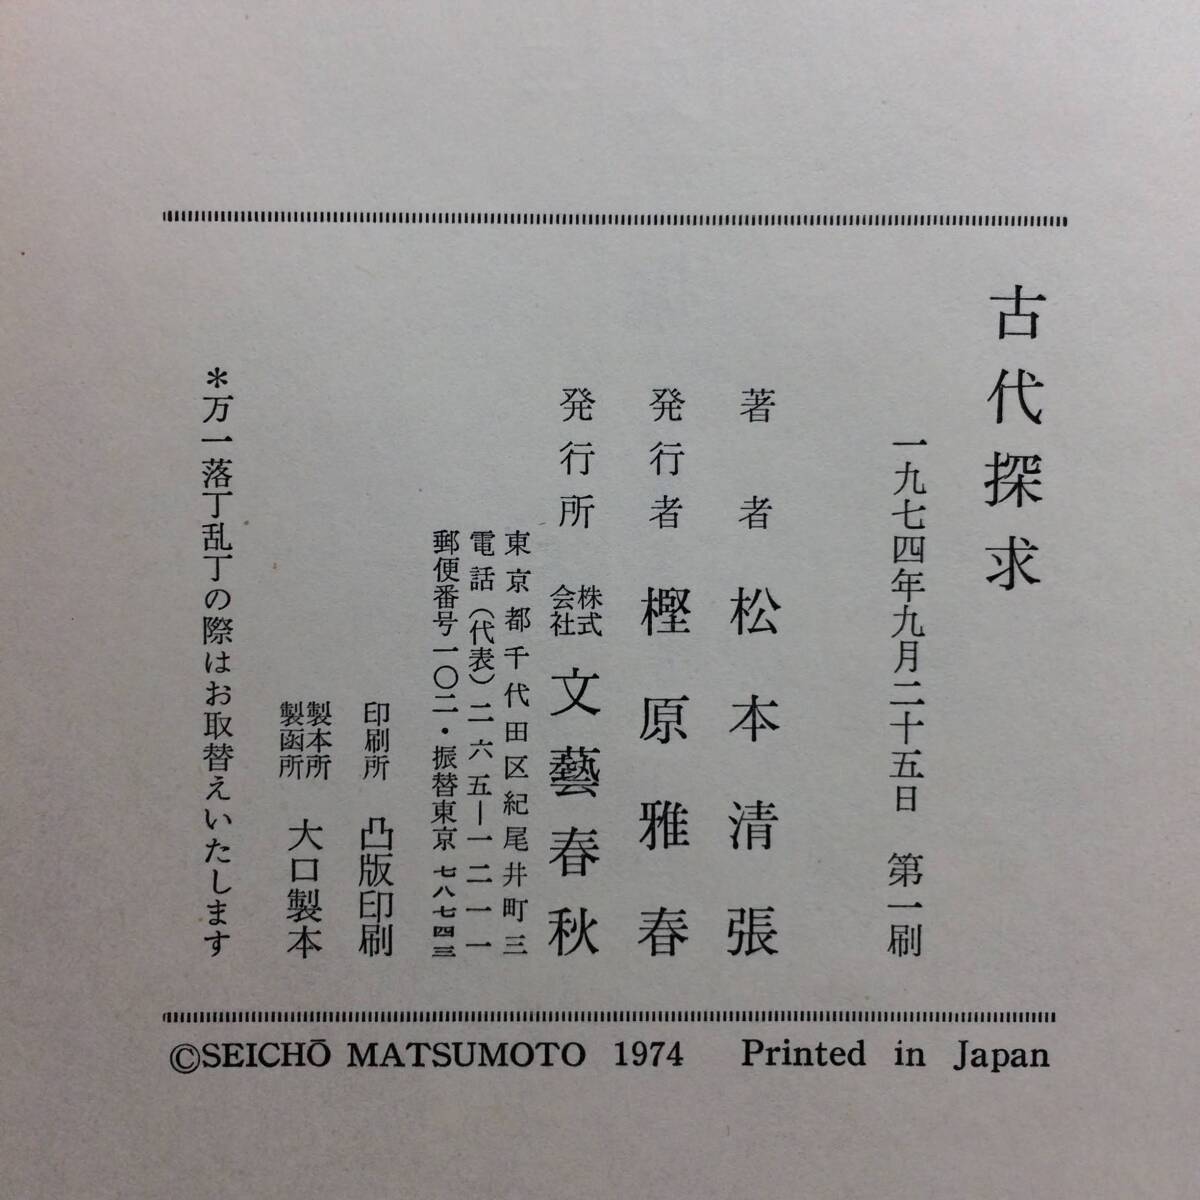 古代探求
一九七四年九月二十五日　第一刷
著者　松本清張
発行者　樫原雅春
発行所　株式会社　文藝春秋
東京都千代田区紀尾井町三
電話（代表）二六五―一二一一
郵便番号一〇二・振替東京七八七四三
印刷所　凸版印刷
製本所
製函所　大口製本
＊万一落丁乱丁の際はお取替えいたします
©SEICHŌ MATSUMOTO 1974　Printed in Japan